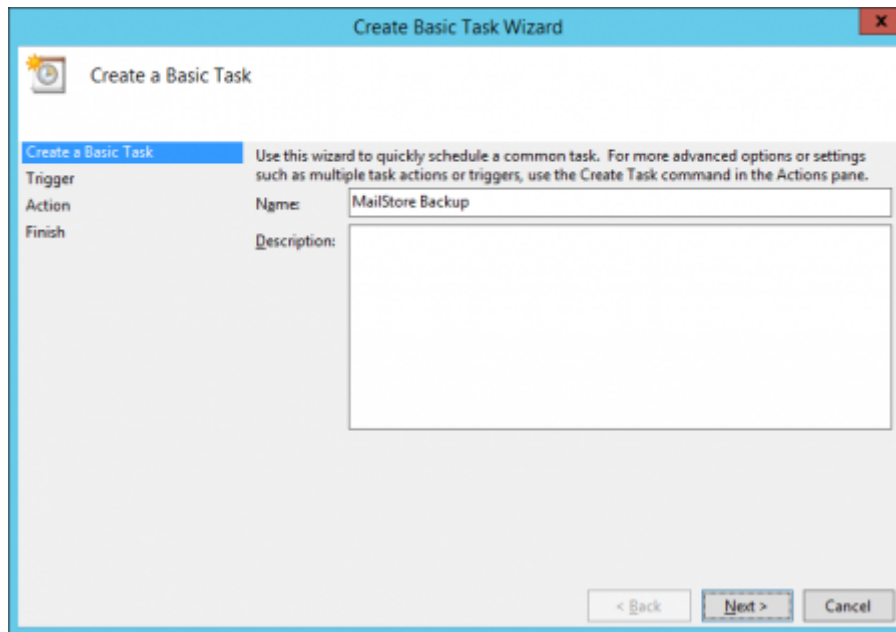 Create Basic Task Wizard
x
Create a Basic Task
Create a Basic Task
Trigger
Action
Finish
Use this wizard to quickly schedule a common task. For more advanced options or settings
such as multiple task actions or triggers, use the Create Task command in the Actions pane.
Name: MailStore Backup
Description:
< Back Next > Cancel